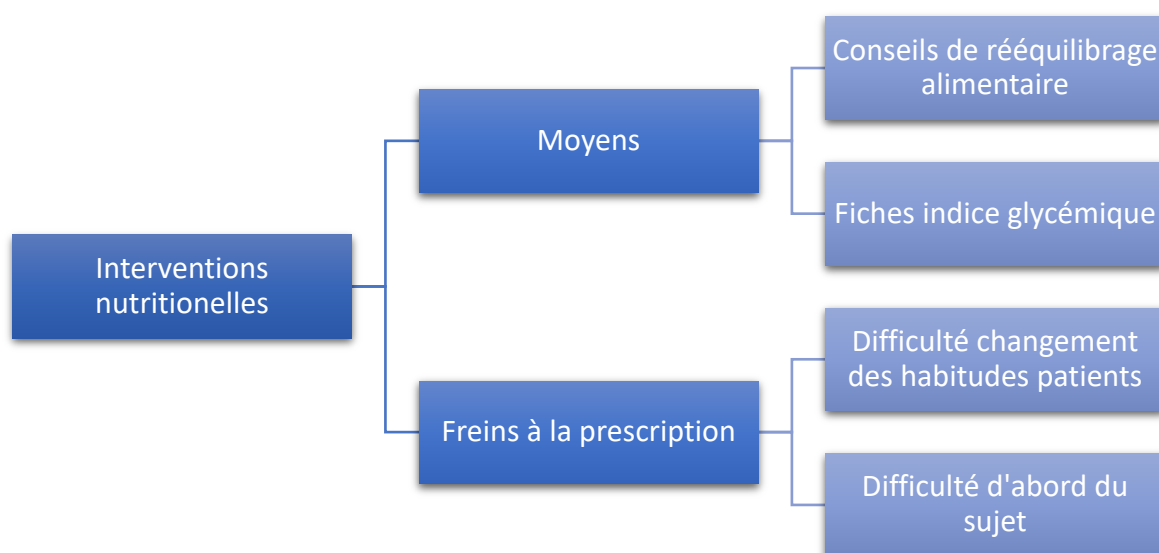 Interventions
nutritionelles
Moyens
Conseils de rééquilibrage
alimentaire
Fiches indice glycémique
Freins à la prescription
Difficulté changement
des habitudes patients
Difficulté d'abord du
sujet